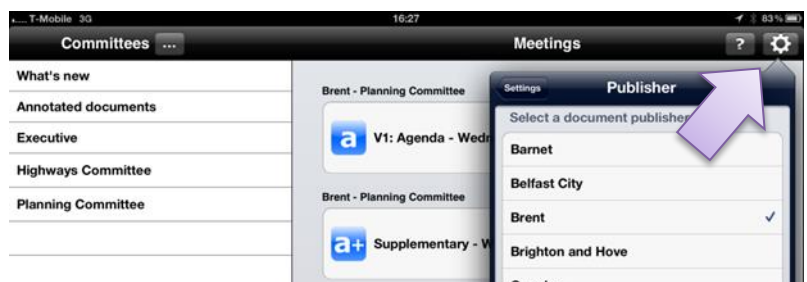 T-Mobile 3G 16:27 83%
Committees ... Meetings ?
What's new
Annotated documents
Executive
Highways Committee
Planning Committee
Brent - Planning Committee
a V1: Agenda - Wedn
Brent - Planning Committee
a+ Supplementary - W
Settings Publisher
Select a document publisher
Barnet
Belfast City
Brent ✓
Brighton and Hove